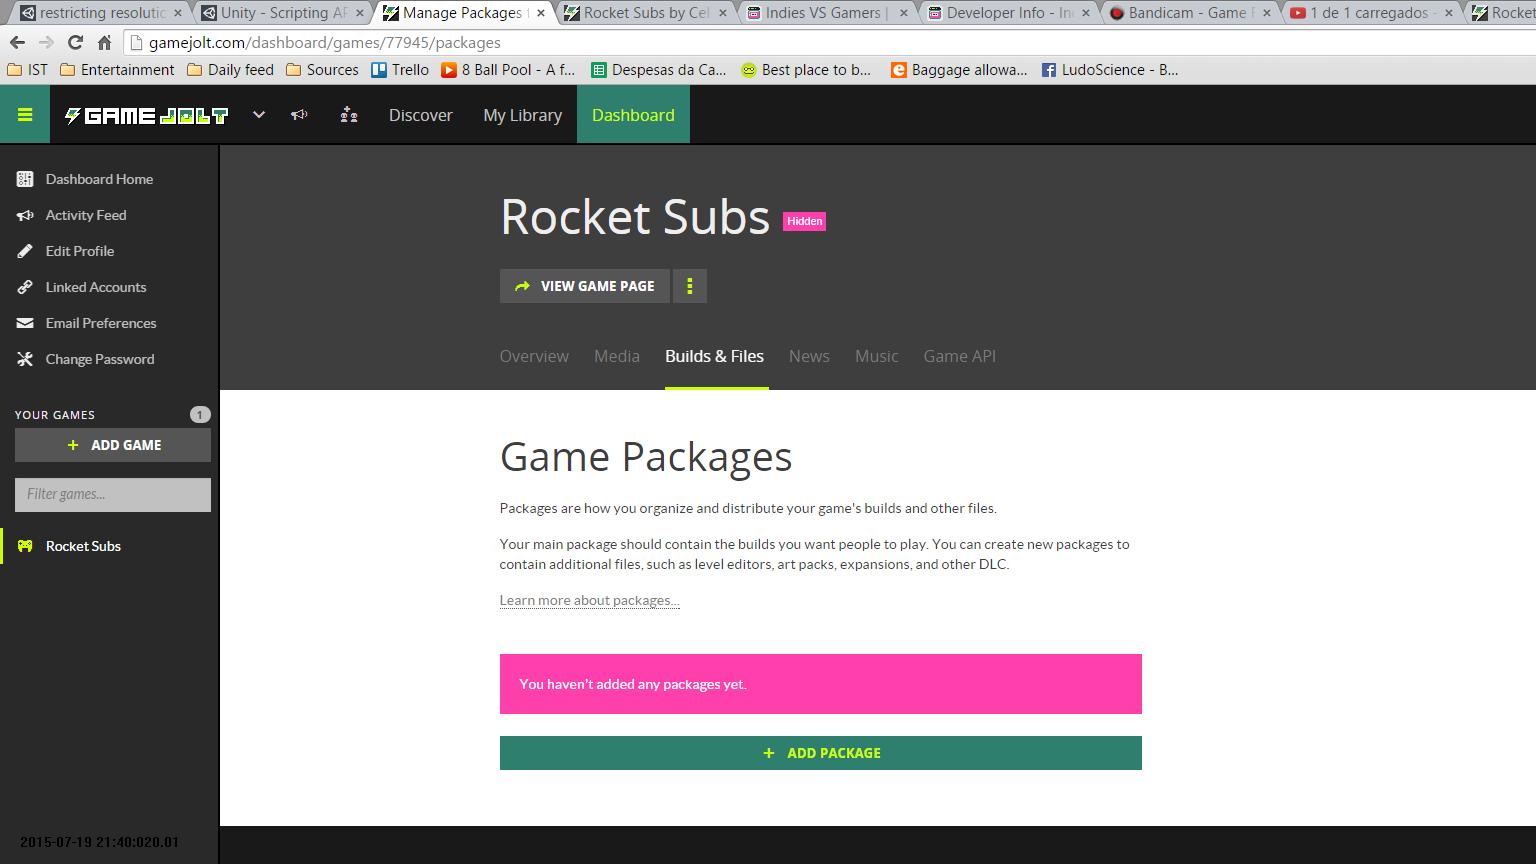 restricting resolutic
Unity - Scripting AP
Manage Packages f
Rocket Subs by Cel
Indies VS Gamers |
Developer Info - In
Bandicam - Game R
1 de 1 carregados -
Rocket
gamejolt.com/dashboard/games/77945/packages
IST
Entertainment
Daily feed
Sources
Trello
8 Ball Pool - A f...
Despesas da Ca...
Best place to b...
Baggage allowa...
LudoScience - B...
GAME JOLT
Discover
My Library
Dashboard
Dashboard Home
Activity Feed
Edit Profile
Linked Accounts
Email Preferences
Change Password
YOUR GAMES 1
+ ADD GAME
Filter games...
Rocket Subs
Rocket Subs Hidden
VIEW GAME PAGE
Overview
Media
Builds & Files
News
Music
Game API
Game Packages
Packages are how you organize and distribute your game's builds and other files.
Your main package should contain the builds you want people to play. You can create new packages to
contain additional files, such as level editors, art packs, expansions, and other DLC.
Learn more about packages...
You haven't added any packages yet.
+ ADD PACKAGE
2015-07-19 21:40:020.01